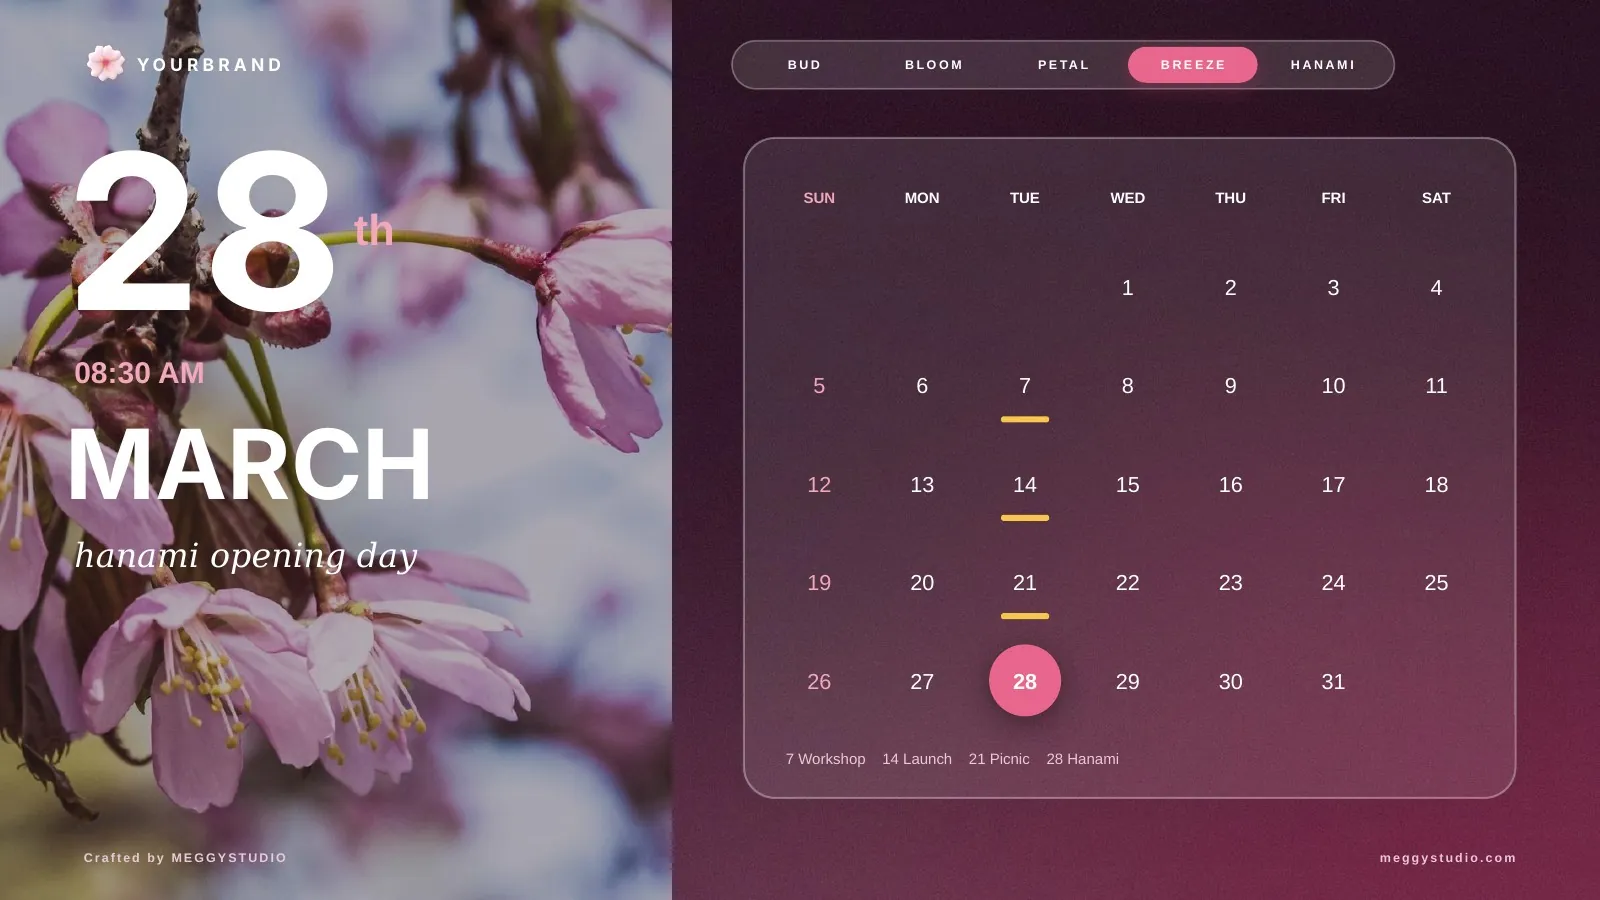 YOURBRAND
28th
08:30 AM
MARCH
hanami opening day
Crafted by MEGGYSTUDIO
BUD BLOOM PETAL BREEZE HANAMI
SUN MON TUE WED THU FRI SAT
1 2 3 4
5 6 7 8 9 10 11
12 13 14 15 16 17 18
19 20 21 22 23 24 25
26 27 28 29 30 31
7 Workshop 14 Launch 21 Picnic 28 Hanami
meggystudio.com